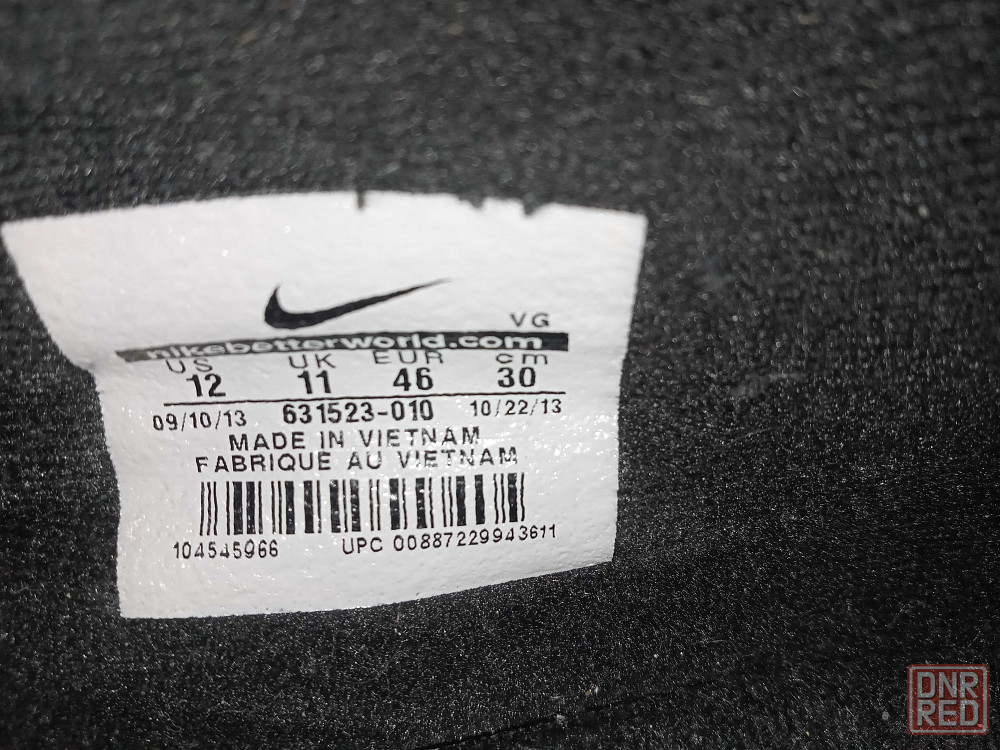 VG
nikebetterworld.com
US UK EUR cm
12 11 46 30
09/10/13 631523-010 10/22/13
MADE IN VIETNAM
FABRIQUE AU VIETNAM
104545966 UPC 00887229943611
DNR
RED